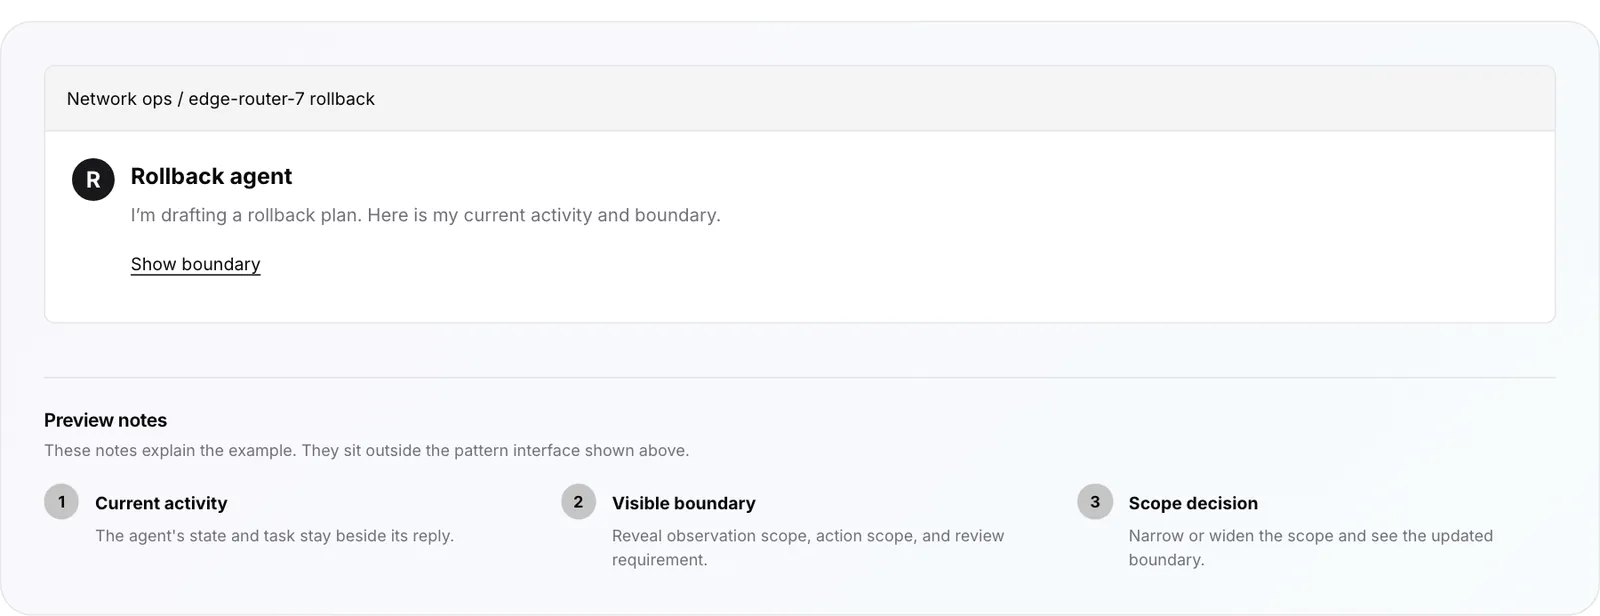 Network ops / edge-router-7 rollback
R
Rollback agent
I’m drafting a rollback plan. Here is my current activity and boundary.
Show boundary
Preview notes
These notes explain the example. They sit outside the pattern interface shown above.
1
Current activity
The agent's state and task stay beside its reply.
2
Visible boundary
Reveal observation scope, action scope, and review
requirement.
3
Scope decision
Narrow or widen the scope and see the updated
boundary.